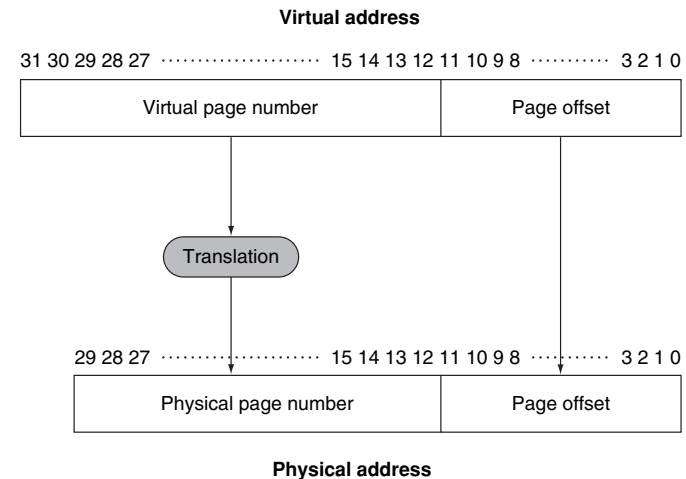 Virtual address
31 30 29 28 27 ······················ 15 14 13 12 11 10 9 8 ··········· 3 2 1 0
Virtual page number Page offset
Translation
29 28 27 ······················ 15 14 13 12 11 10 9 8 ··········· 3 2 1 0
Physical page number Page offset
Physical address